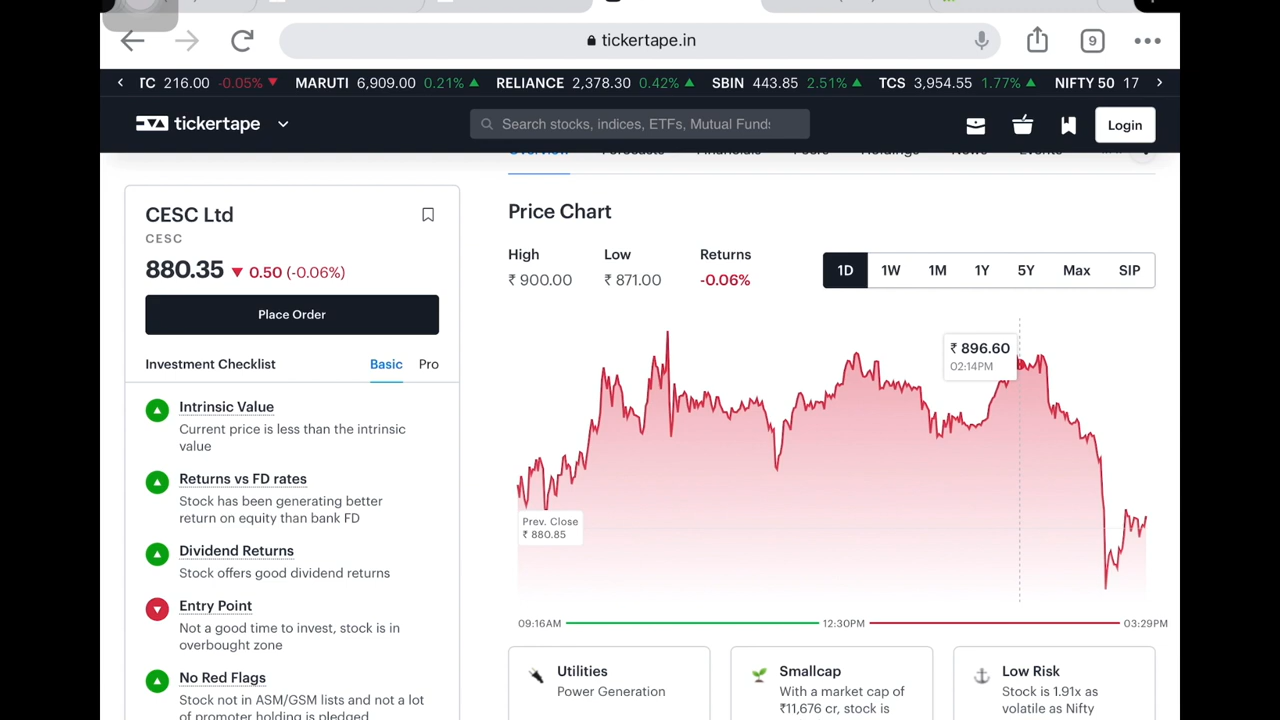 tickertape.in
9
TC 216.00 -0.05% MARUTI 6,909.00 0.21% RELIANCE 2,378.30 0.42% SBIN 443.85 2.51% TCS 3,954.55 1.77% NIFTY 50 17
tickertape
Search stocks, indices, ETFs, Mutual Funds
Login
Overview Forecasts Financials Peers Holdings News Events
CESC Ltd
CESC
880.35 0.50 (-0.06%)
Place Order
Investment Checklist Basic Pro
Intrinsic Value
Current price is less than the intrinsic
value
Returns vs FD rates
Stock has been generating better
return on equity than bank FD
Dividend Returns
Stock offers good dividend returns
Entry Point
Not a good time to invest, stock is in
overbought zone
No Red Flags
Stock not in ASM/GSM lists and not a lot
of promoter holding is pledged
Price Chart
High Low Returns
₹ 900.00 ₹ 871.00 -0.06%
1D 1W 1M 1Y 5Y Max SIP
₹ 896.60
02:14PM
Prev. Close
₹ 880.85
09:16AM 12:30PM 03:29PM
Utilities
Power Generation
Smallcap
With a market cap of
₹11,676 cr, stock is
Low Risk
Stock is 1.91x as
volatile as Nifty